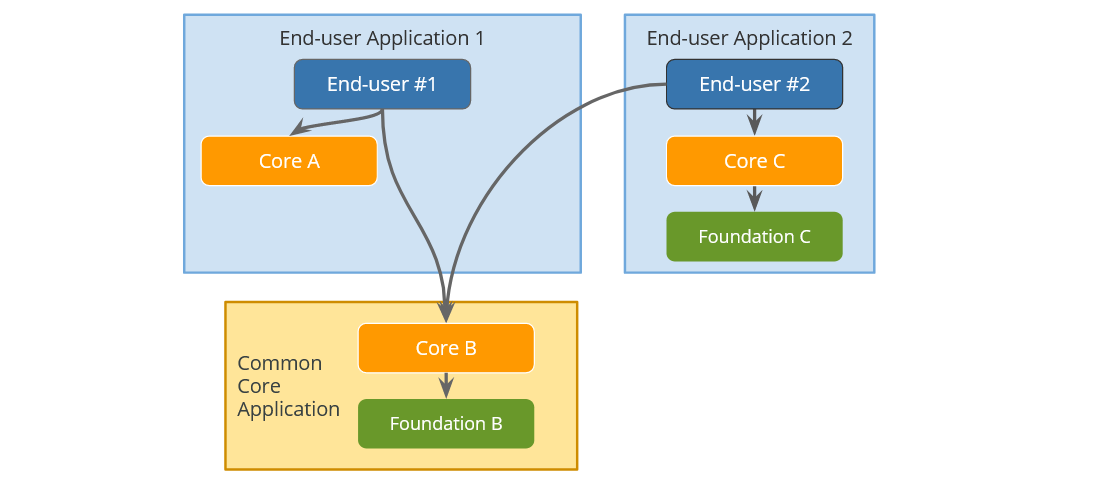 End-user Application 1
End-user #1
Core A
End-user Application 2
End-user #2
Core C
Foundation C
Common
Core
Application
Core B
Foundation B